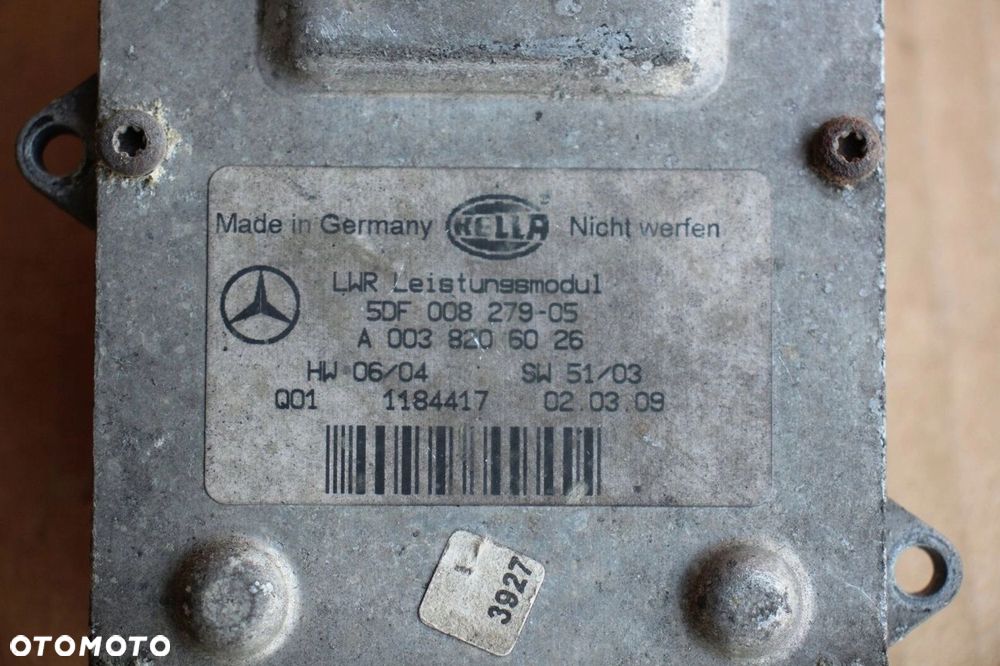 Made in Germany HELLA Nicht werfen
LWR Leistungsmodul
5DF 008 279-05
A 003 820 60 26
HW 06/04 SW 51/03
Q01 1184417 02.03.09
3927
OTOMOTO